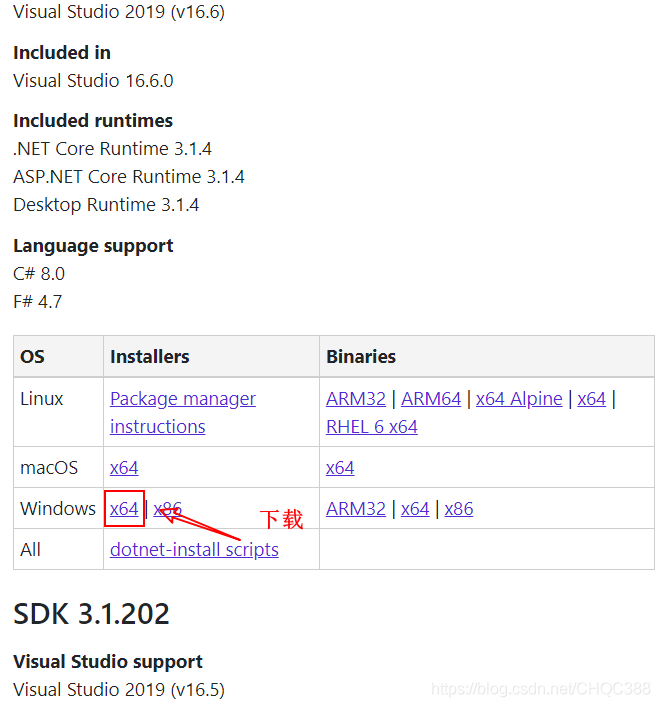 Visual Studio 2019 (v16.6)
Included in
Visual Studio 16.6.0
Included runtimes
.NET Core Runtime 3.1.4
ASP.NET Core Runtime 3.1.4
Desktop Runtime 3.1.4
Language support
C# 8.0
F# 4.7
OS Installers Binaries
Linux Package manager instructions ARM32 | ARM64 | x64 Alpine | x64 | RHEL 6 x64
macOS x64 x64
Windows x64 | x86 下载 ARM32 | x64 | x86
All dotnet-install scripts
SDK 3.1.202
Visual Studio support
Visual Studio 2019 (v16.5)
https://blog.csdn.net/CHQC388